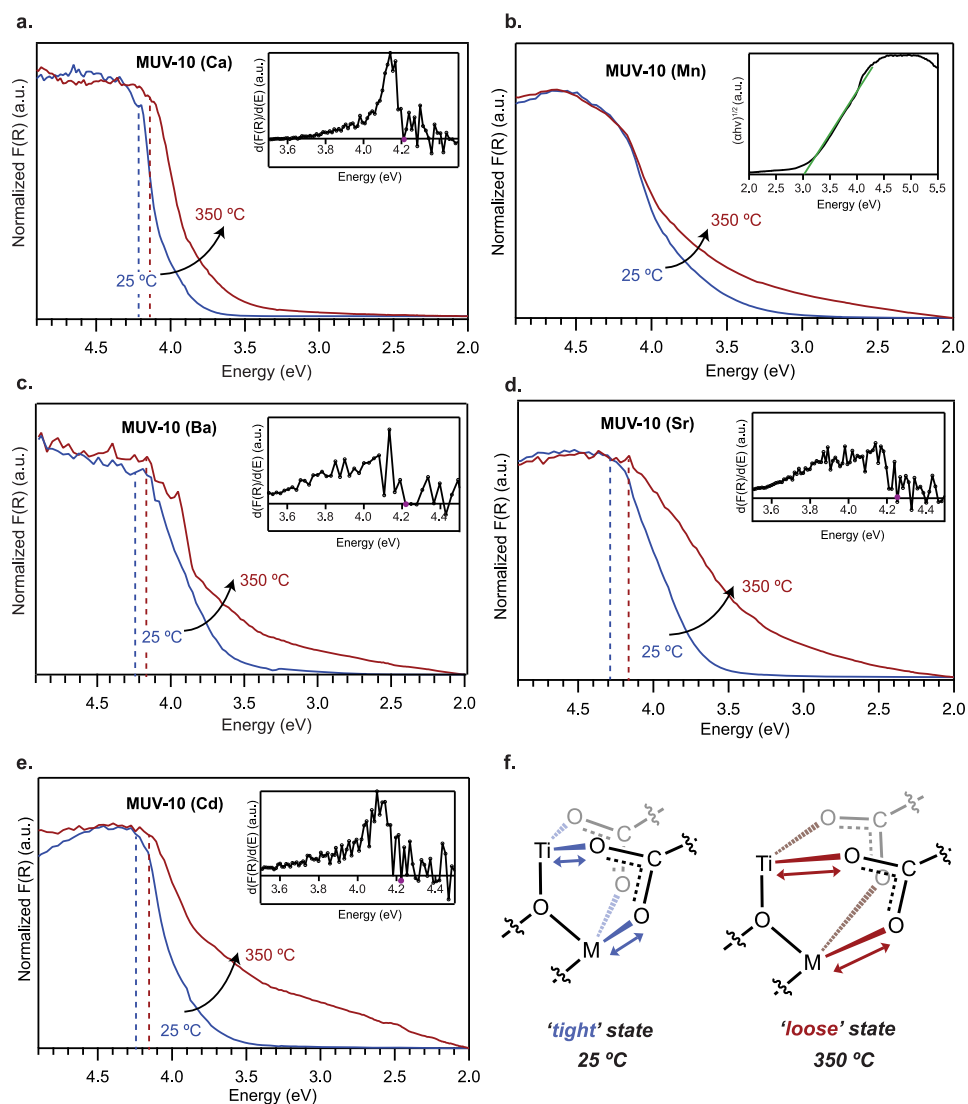 a.
MUV-10 (Ca)
Normalized F(R) (a.u.)
350 ºC
25 ºC
4.5 4.0 3.5 3.0 2.5 2.0
Energy (eV)
d(F(R)/d(E) (a.u.)
3.6 3.8 4.0 4.2 4.4
Energy (eV)
b.
MUV-10 (Mn)
Normalized F(R) (a.u.)
350 ºC
25 ºC
4.5 4.0 3.5 3.0 2.5 2.0
Energy (eV)
(αhν)1/2 (a.u.)
2.0 2.5 3.0 3.5 4.0 4.5 5.0 5.5
Energy (eV)
c.
MUV-10 (Ba)
Normalized F(R) (a.u.)
350 ºC
25 ºC
4.5 4.0 3.5 3.0 2.5 2.0
Energy (eV)
d(F(R)/d(E) (a.u.)
3.6 3.8 4.0 4.2 4.4
Energy (eV)
d.
MUV-10 (Sr)
Normalized F(R) (a.u.)
350 ºC
25 ºC
4.5 4.0 3.5 3.0 2.5 2.0
Energy (eV)
d(F(R)/d(E) (a.u.)
3.6 3.8 4.0 4.2 4.4
Energy (eV)
e.
MUV-10 (Cd)
Normalized F(R) (a.u.)
350 ºC
25 ºC
4.5 4.0 3.5 3.0 2.5 2.0
Energy (eV)
d(F(R)/d(E) (a.u.)
3.6 3.8 4.0 4.2 4.4
Energy (eV)
f.
O C
Ti O C
O
O O
M
'tight' state
25 ºC
O C
Ti O C
O
O O
M
'loose' state
350 ºC